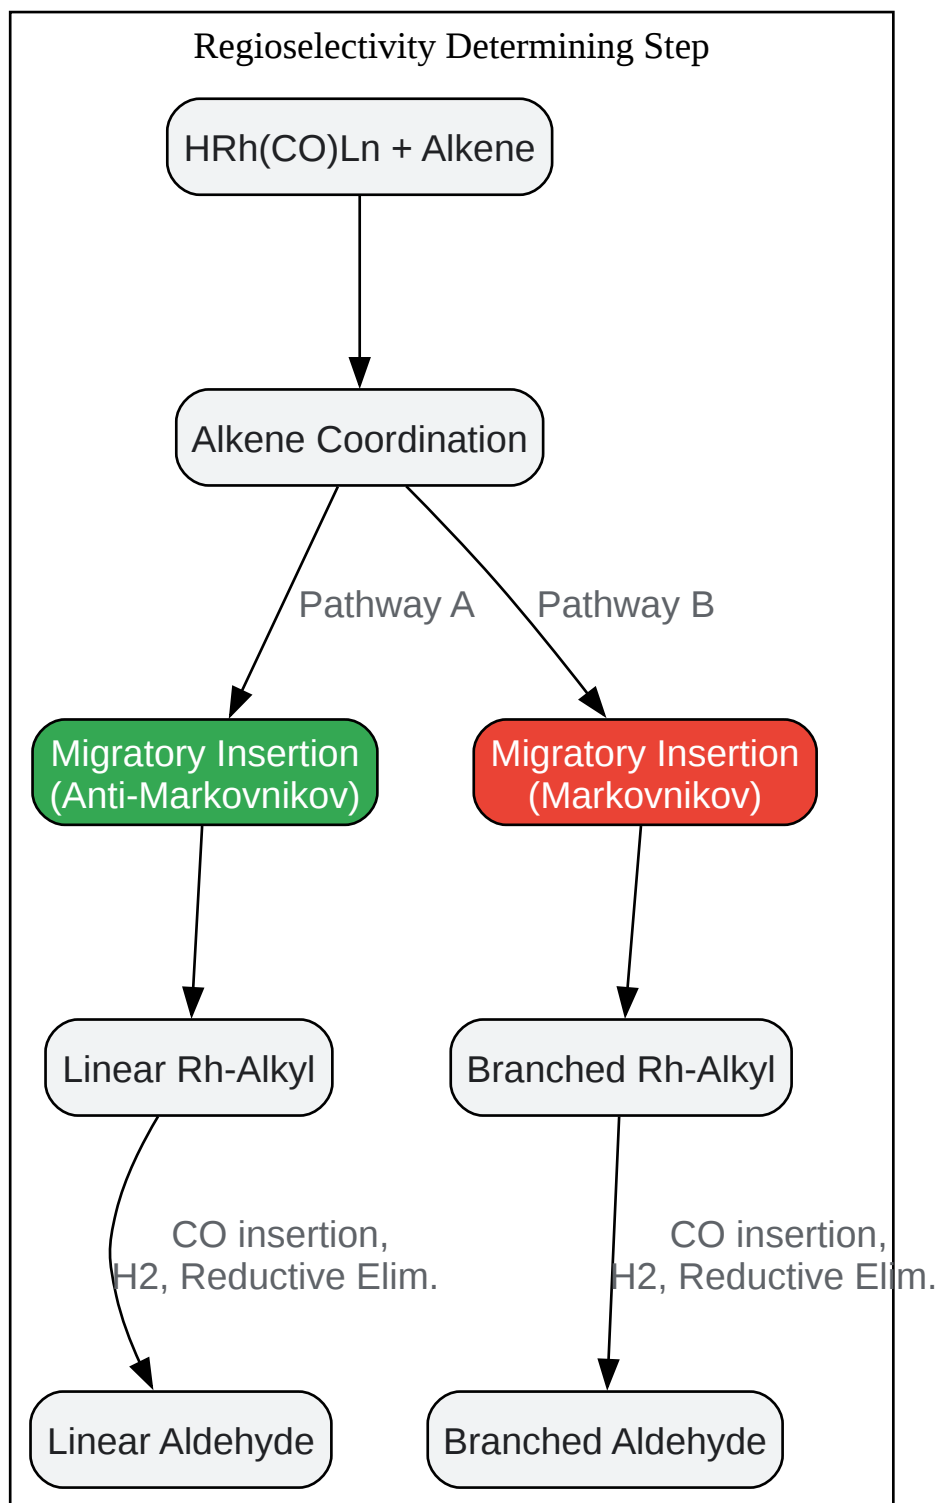 Regioselectivity Determining Step
HRh(CO)Ln + Alkene
Alkene Coordination
Pathway A
Pathway B
Migratory Insertion
(Anti-Markovnikov)
Migratory Insertion
(Markovnikov)
Linear Rh-Alkyl
Branched Rh-Alkyl
CO insertion,
H2, Reductive Elim.
CO insertion,
H2, Reductive Elim.
Linear Aldehyde
Branched Aldehyde